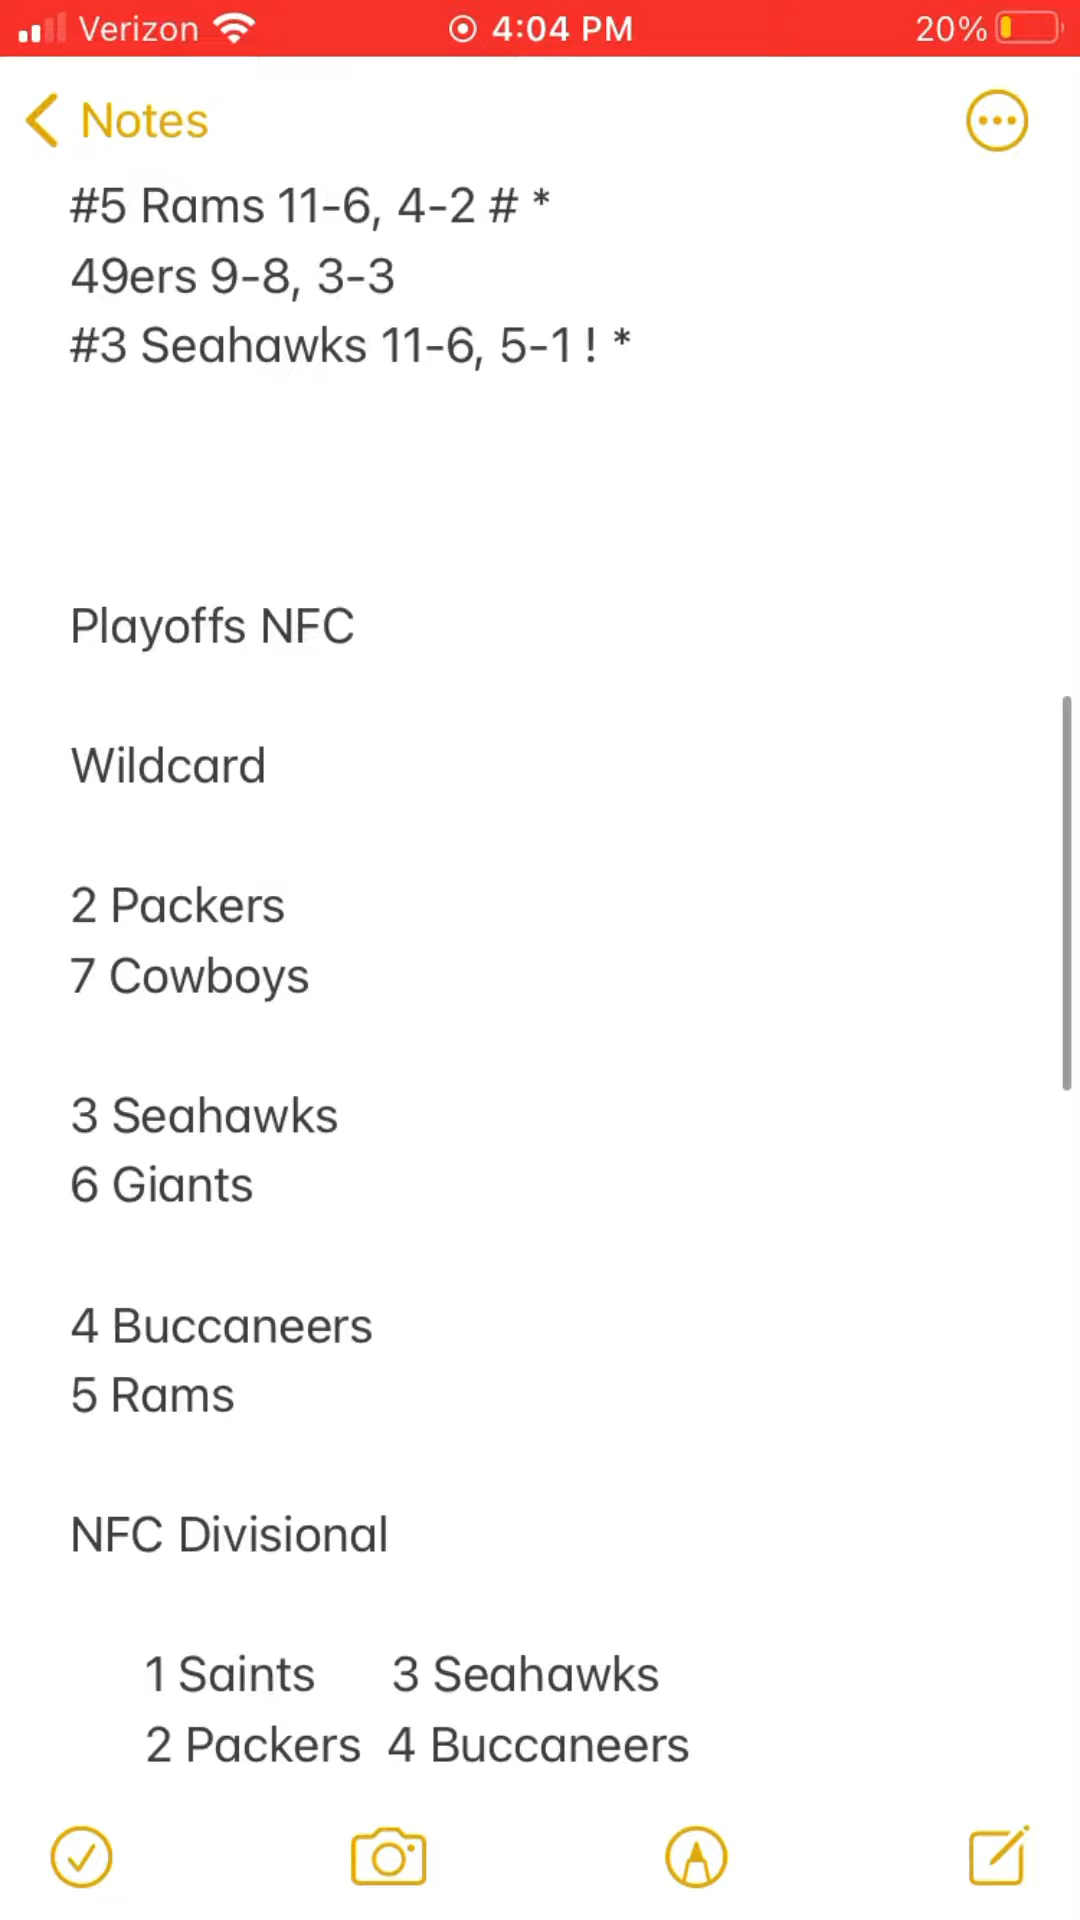 Verizon 4:04 PM 20%
Notes
#5 Rams 11-6, 4-2 # *
49ers 9-8, 3-3
#3 Seahawks 11-6, 5-1 ! *
Playoffs NFC
Wildcard
2 Packers
7 Cowboys
3 Seahawks
6 Giants
4 Buccaneers
5 Rams
NFC Divisional
1 Saints 3 Seahawks
2 Packers 4 Buccaneers